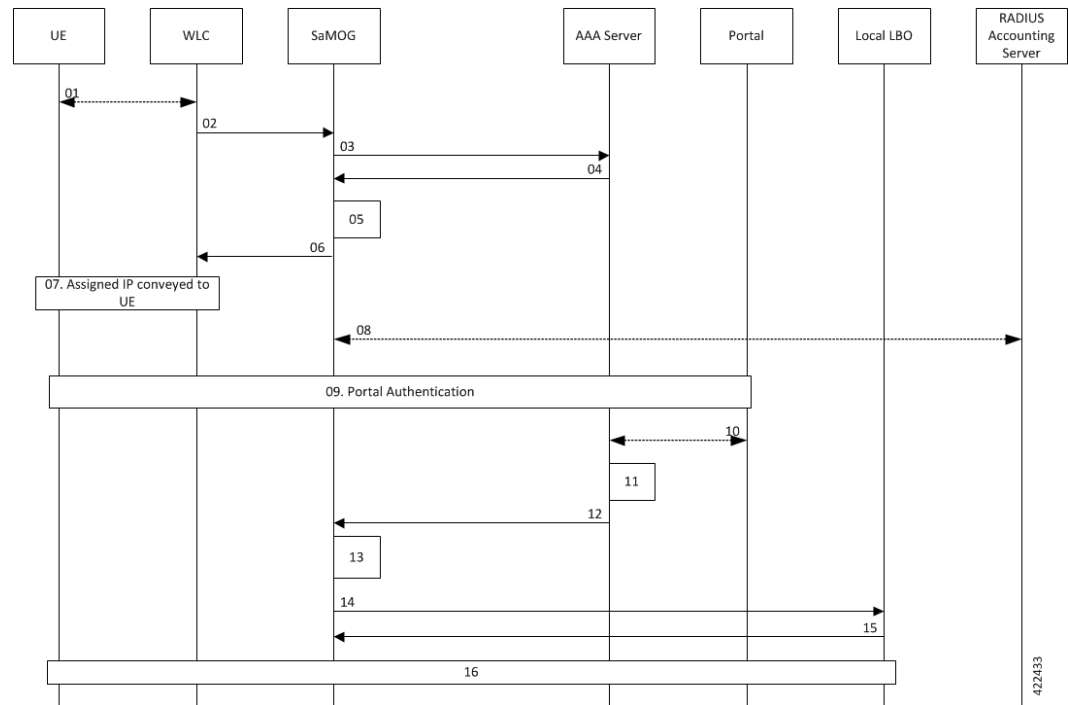 UE
WLC
SaMOG
AAA Server
Portal
Local LBO
RADIUS
Accounting
Server
01
02
03
04
05
06
07. Assigned IP conveyed to
UE
08
09. Portal Authentication
10
11
12
13
14
15
16
422433